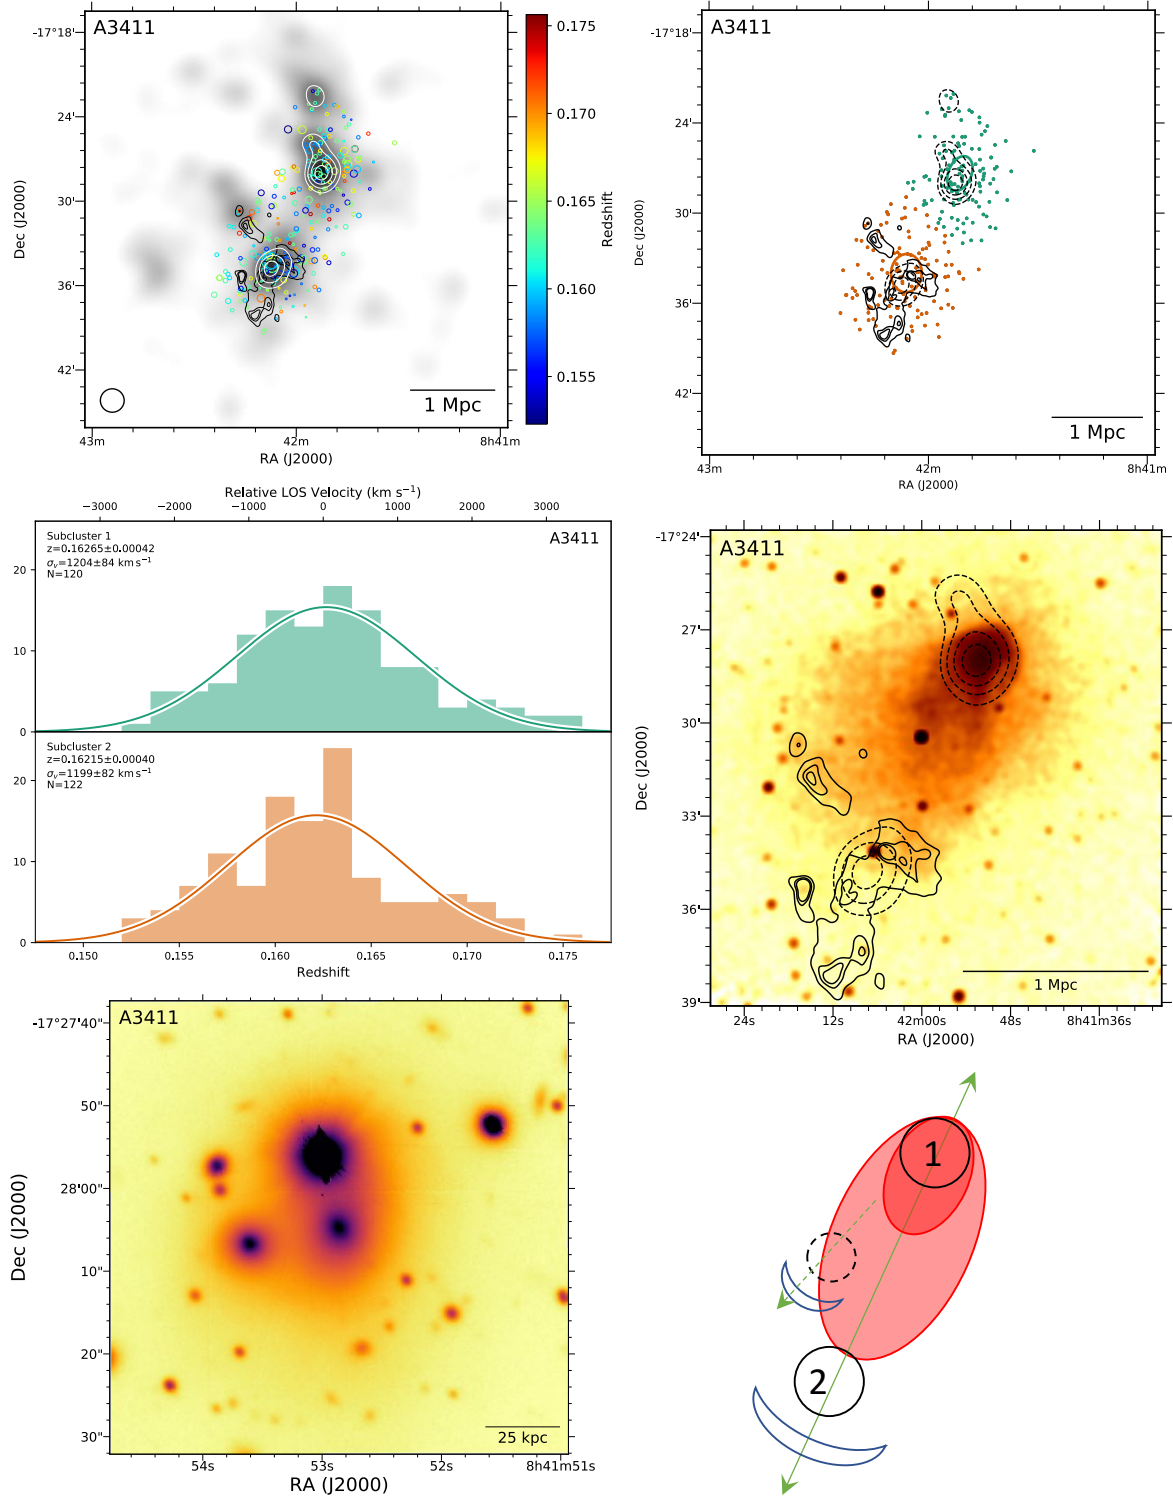 A3411
-17°18'
24'
30'
36'
42'
Dec (J2000)
43m
42m
8h41m
RA (J2000)
1 Mpc
0.175
0.170
0.165
0.160
0.155
Redshift
A3411
-17°18'
24'
30'
36'
42'
Dec (J2000)
43m
42m
8h41m
RA (J2000)
1 Mpc
Relative LOS Velocity (km s⁻¹)
−3000
−2000
−1000
0
1000
2000
3000
Subcluster 1
z=0.16265±0.00042
σᵥ=1204±84 km s⁻¹
N=120
A3411
20
10
0
Subcluster 2
z=0.16215±0.00040
σᵥ=1199±82 km s⁻¹
N=122
20
10
0
0.150
0.155
0.160
0.165
0.170
0.175
Redshift
A3411
-17°24'
27'
30'
33'
36'
39'
Dec (J2000)
24s
12s
42m00s
48s
8h41m36s
RA (J2000)
1 Mpc
A3411
-17°27'40"
50"
28'00"
10"
20"
30"
Dec (J2000)
54s
53s
52s
8h41m51s
RA (J2000)
25 kpc
1
2